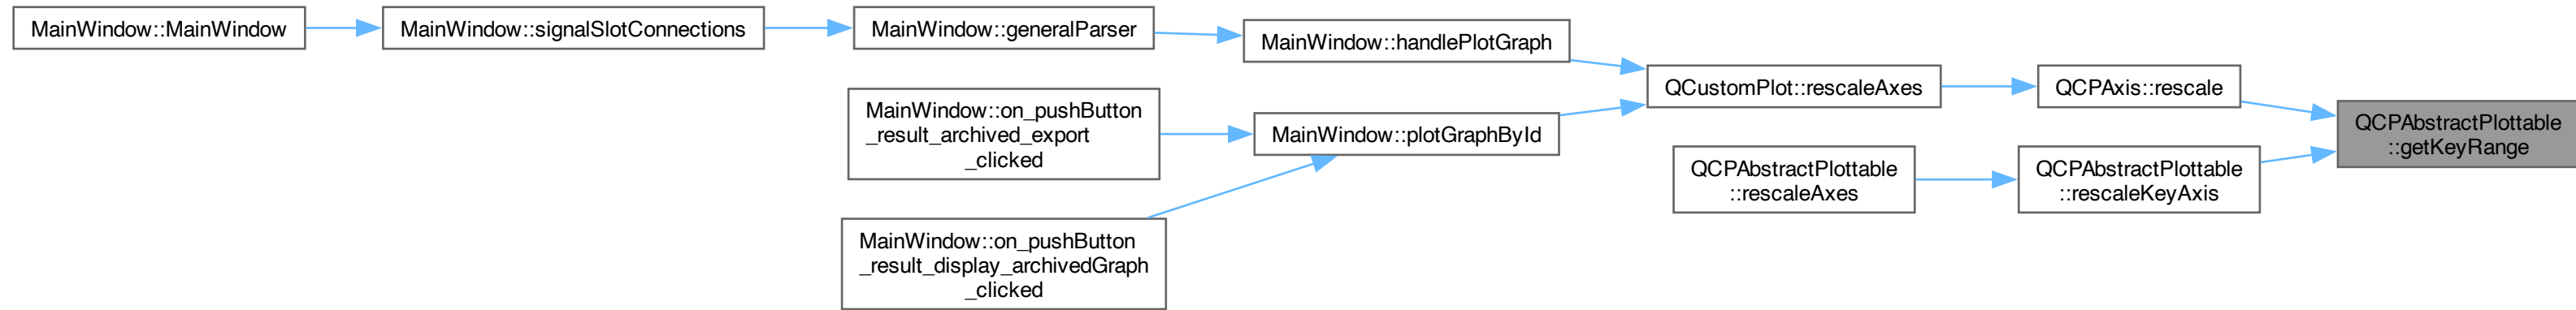 MainWindow::MainWindow
MainWindow::signalSlotConnections
MainWindow::generalParser
MainWindow::handlePlotGraph
MainWindow::on_pushButton
_result_archived_export
_clicked
MainWindow::plotGraphById
MainWindow::on_pushButton
_result_display_archivedGraph
_clicked
QCustomPlot::rescaleAxes
QCPAxis::rescale
QCPAbstractPlottable
::rescaleAxes
QCPAbstractPlottable
::rescaleKeyAxis
QCPAbstractPlottable
::getKeyRange